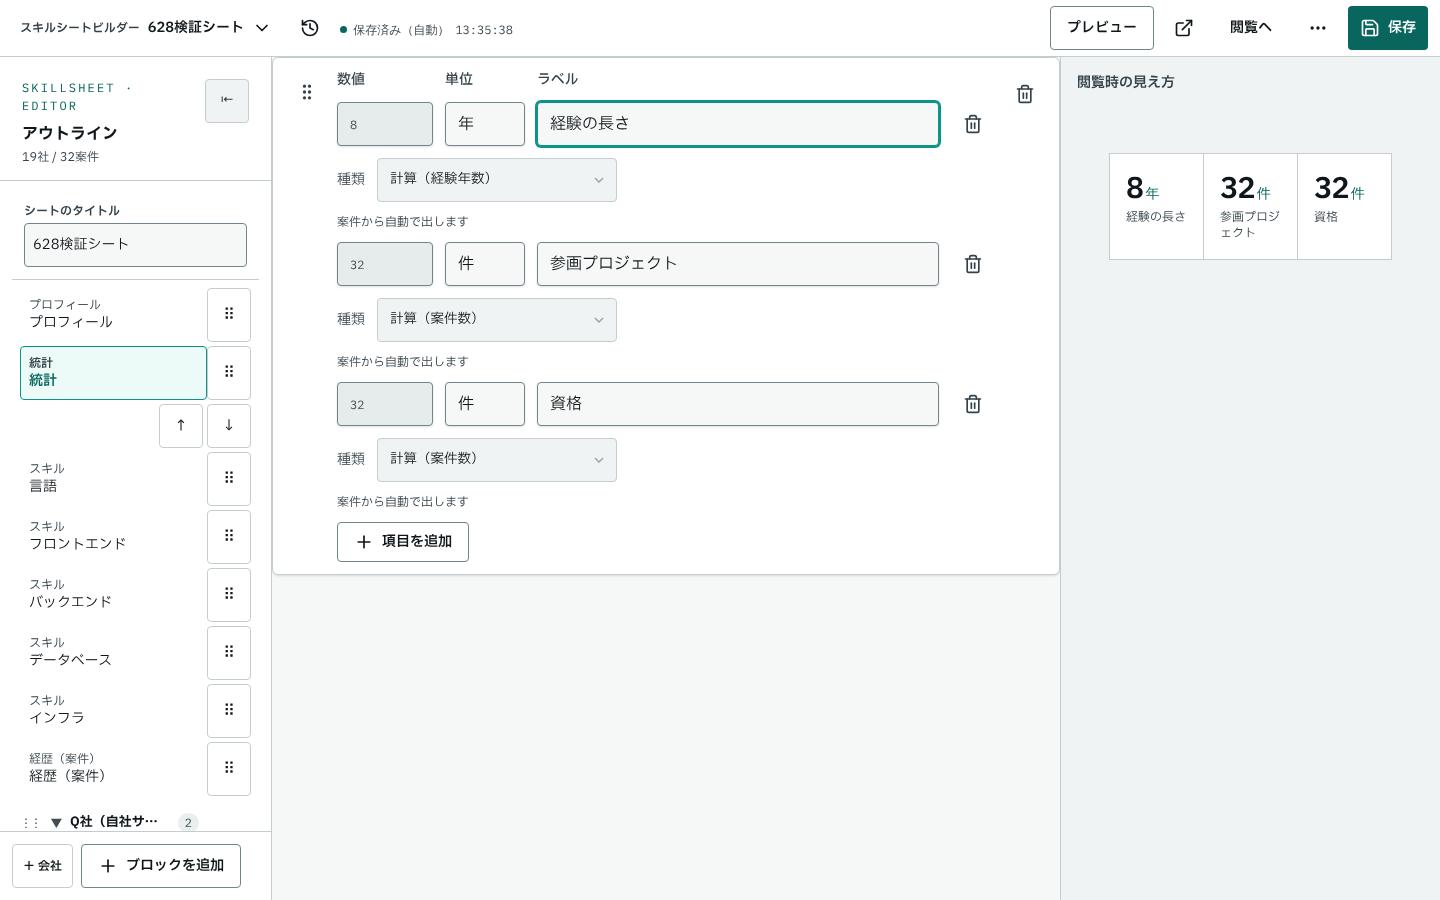 スキルシートビルダー 628検証シート
保存済み（自動） 13:35:38
プレビュー
閲覧へ
保存
SKILLSHEET ·
EDITOR
アウトライン
19社 / 32案件
シートのタイトル
628検証シート
プロフィール
プロフィール
統計
統計
↑ ↓
スキル
言語
スキル
フロントエンド
スキル
バックエンド
スキル
データベース
スキル
インフラ
経歴（案件）
経歴（案件）
Q社（自社サ… 2
+ 会社
ブロックを追加
数値 単位 ラベル
8 年 経験の長さ
種類 計算（経験年数）
案件から自動で出します
32 件 参画プロジェクト
種類 計算（案件数）
案件から自動で出します
32 件 資格
種類 計算（案件数）
案件から自動で出します
項目を追加
閲覧時の見え方
8年 32件 32件
経験の長さ 参画プロジ 資格
ェクト